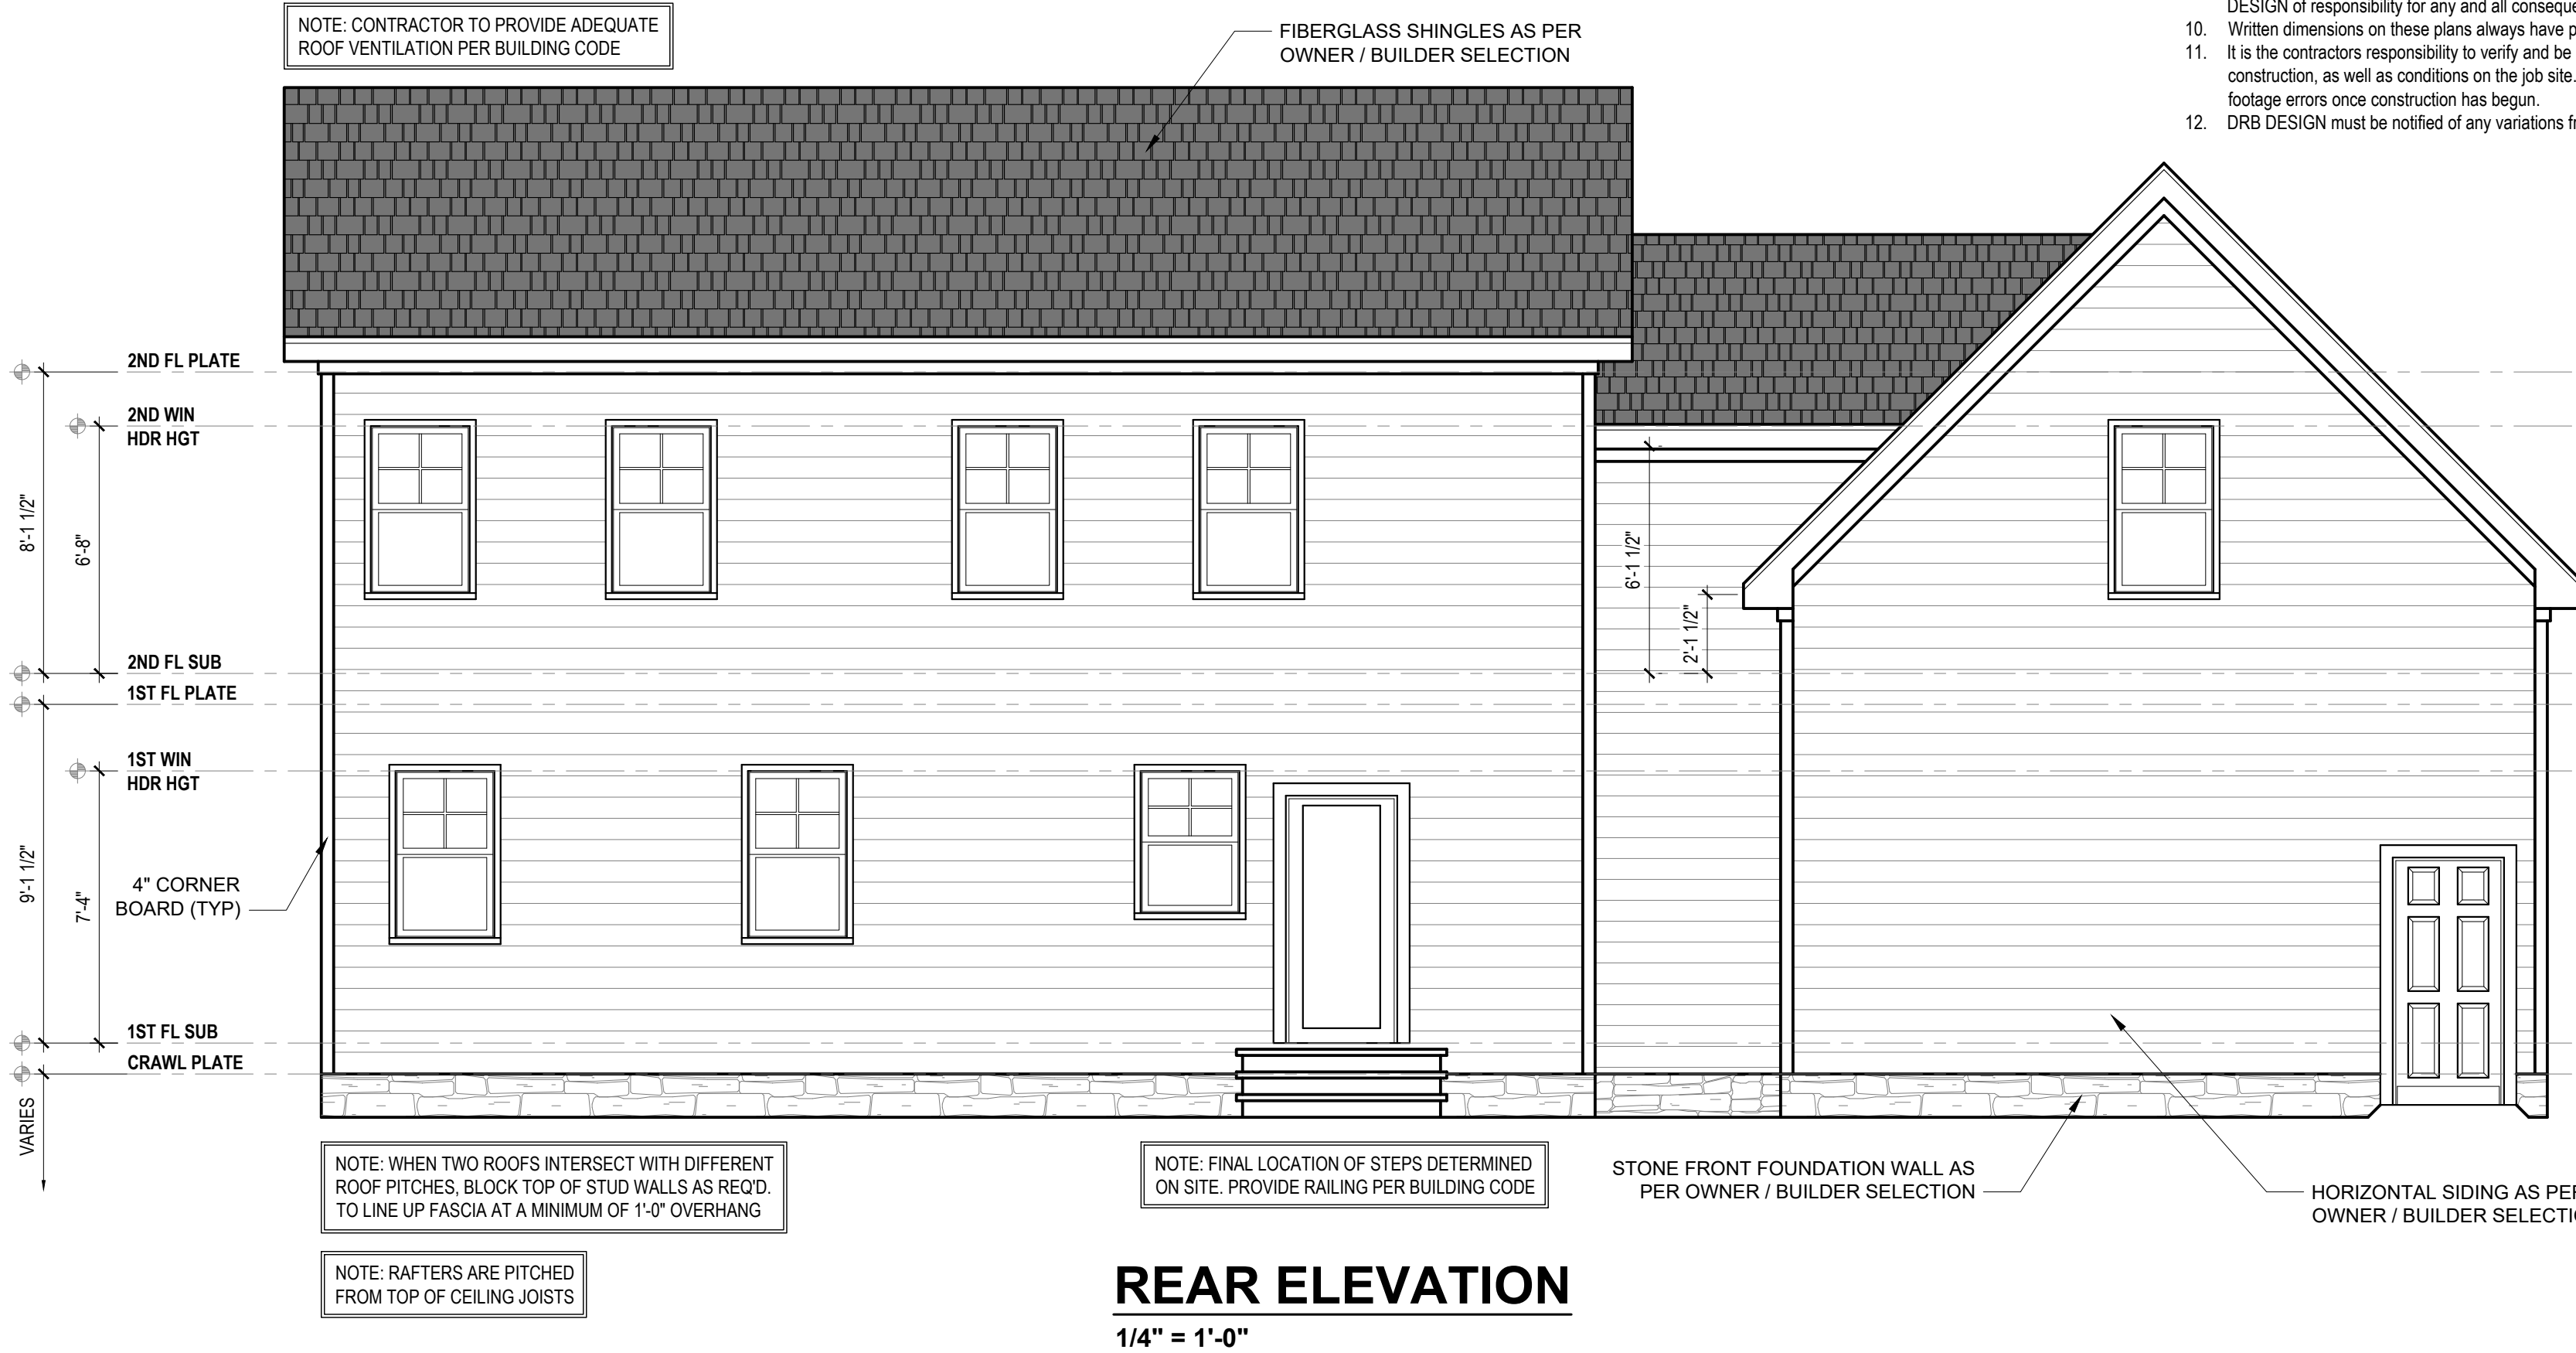 NOTE: CONTRACTOR TO PROVIDE ADEQUATE
ROOF VENTILATION PER BUILDING CODE
FIBERGLASS SHINGLES AS PER
OWNER / BUILDER SELECTION
DESIGN of responsibility for any and all
10. Written dimensions on these plans always have
11. It is the contractors responsibility to verify and be
construction, as well as conditions on the job site.
footage errors once construction has begun.
12. DRB DESIGN must be notified of any variations
2ND FL PLATE
2ND WIN
HDR HGT
8'-1 1/2"
6'-8"
6'-1 1/2"
2'-1 1/2"
2ND FL SUB
1ST FL PLATE
1ST WIN
HDR HGT
9'-1 1/2"
7'-4"
4" CORNER
BOARD (TYP)
1ST FL SUB
CRAWL PLATE
VARIES
NOTE: WHEN TWO ROOFS INTERSECT WITH DIFFERENT
ROOF PITCHES, BLOCK TOP OF STUD WALLS AS REQ'D.
TO LINE UP FASCIA AT A MINIMUM OF 1'-0" OVERHANG
NOTE: FINAL LOCATION OF STEPS DETERMINED
ON SITE. PROVIDE RAILING PER BUILDING CODE
STONE FRONT FOUNDATION WALL AS
PER OWNER / BUILDER SELECTION
HORIZONTAL SIDING AS PER
OWNER / BUILDER
NOTE: RAFTERS ARE PITCHED
FROM TOP OF CEILING JOISTS
REAR ELEVATION
1/4" = 1'-0"